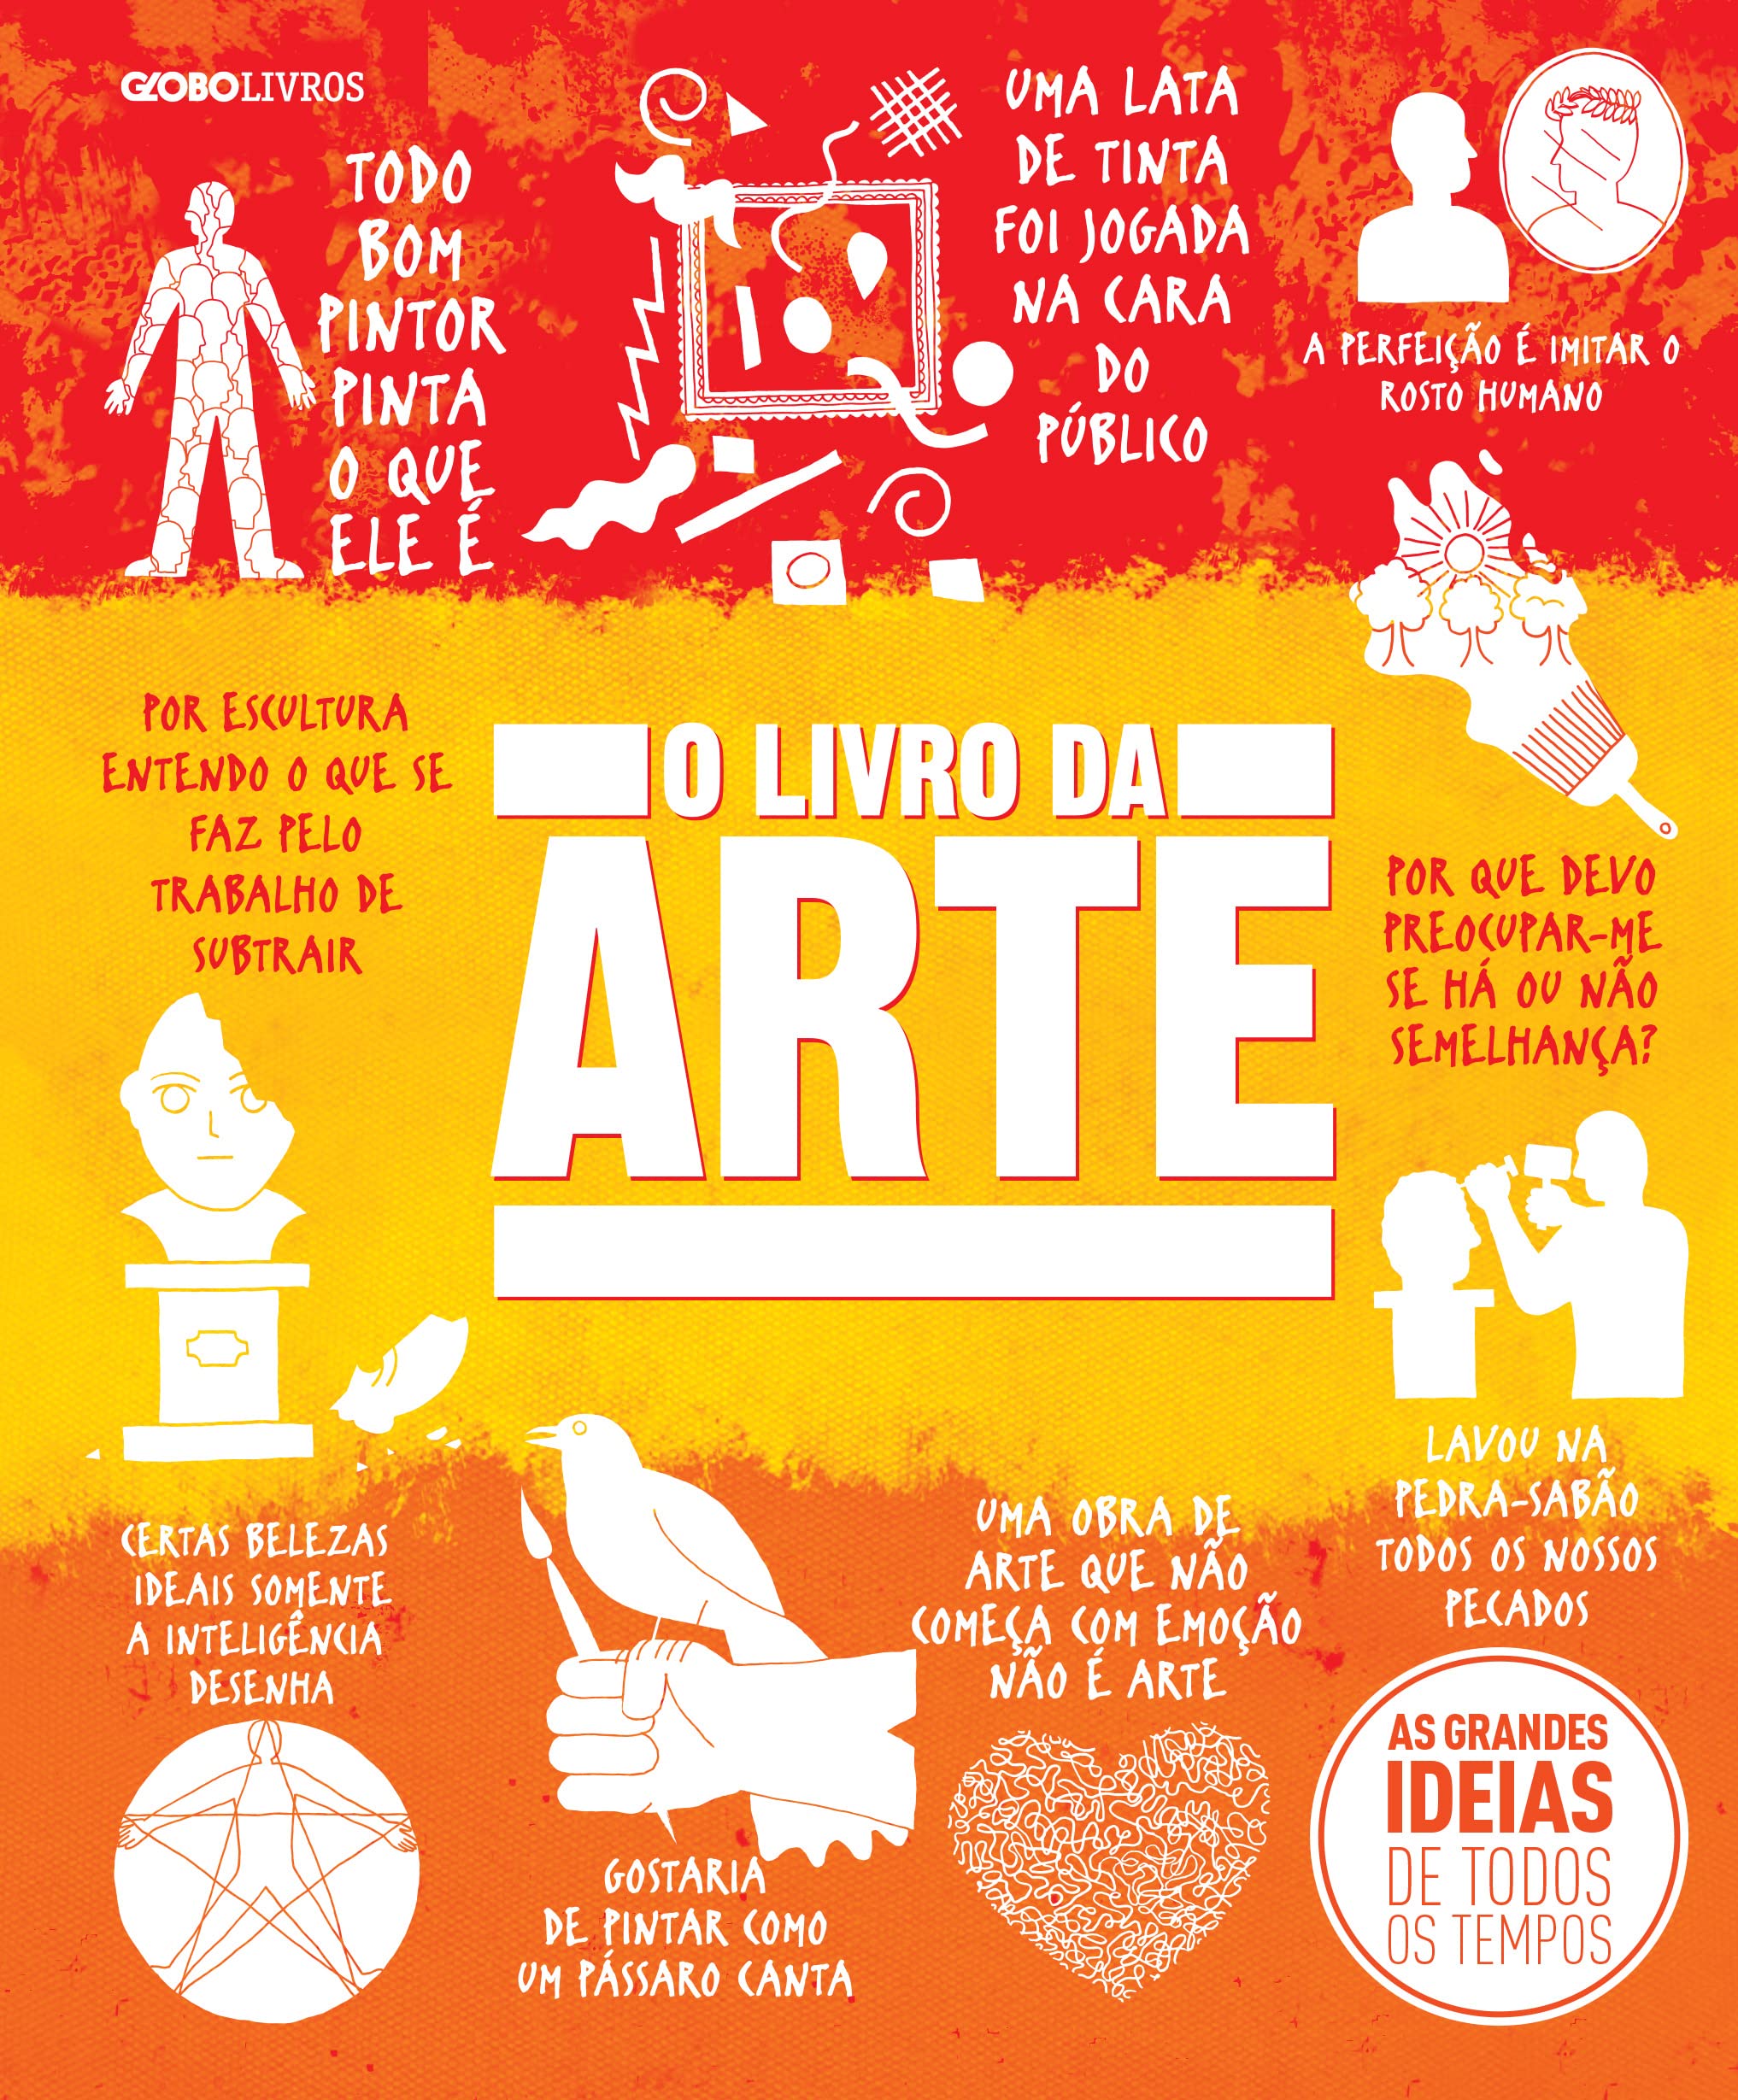 GLOBOLIVROS
TODO
BOM
PINTOR
PINTA
O QUE
ELE É
UMA LATA
DE TINTA
FOI JOGADA
NA CARA
DO
PÚBLICO
A PERFEIÇÃO É IMITAR O
ROSTO HUMANO
POR ESCULTURA
ENTENDO O QUE SE
FAZ PELO
TRABALHO DE
SUBTRAIR
O LIVRO DA
ARTE
POR QUE DEVO
PREOCUPAR-ME
SE HÁ OU NÃO
SEMELHANÇA?
LAVOU NA
PEDRA-SABÃO
TODOS OS NOSSOS
PECADOS
CERTAS BELEZAS
IDEAIS SOMENTE
A INTELIGÊNCIA
DESENHA
GOSTARIA
DE PINTAR COMO
UM PÁSSARO CANTA
UMA OBRA DE
ARTE QUE NÃO
COMEÇA COM EMOÇÃO
NÃO É ARTE
AS GRANDES
IDEIAS
DE TODOS
OS TEMPOS